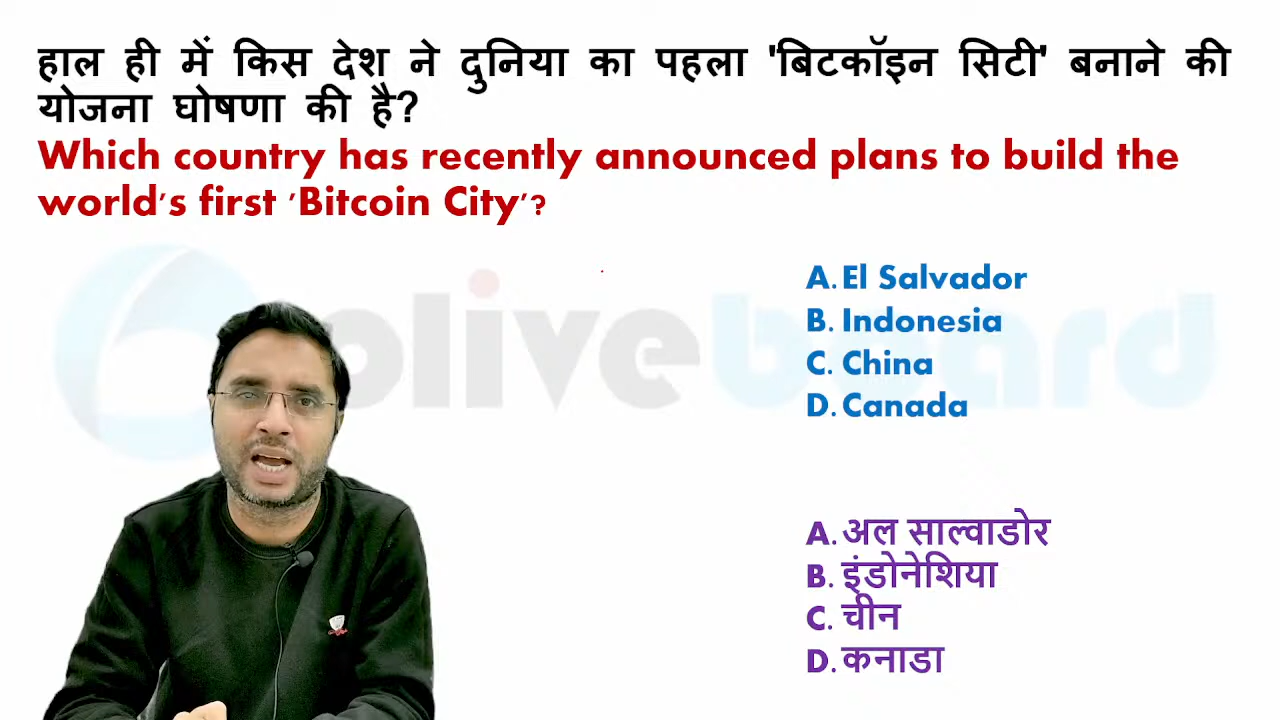 हाल ही में किस देश ने दुनिया का पहला 'बिटकॉइन सिटी' बनाने की
योजना घोषणा की है?
Which country has recently announced plans to build the
world's first 'Bitcoin City'?
oliveboard
A. El Salvador
B. Indonesia
C. China
D. Canada
A. अल साल्वाडोर
B. इंडोनेशिया
C. चीन
D. कनाडा